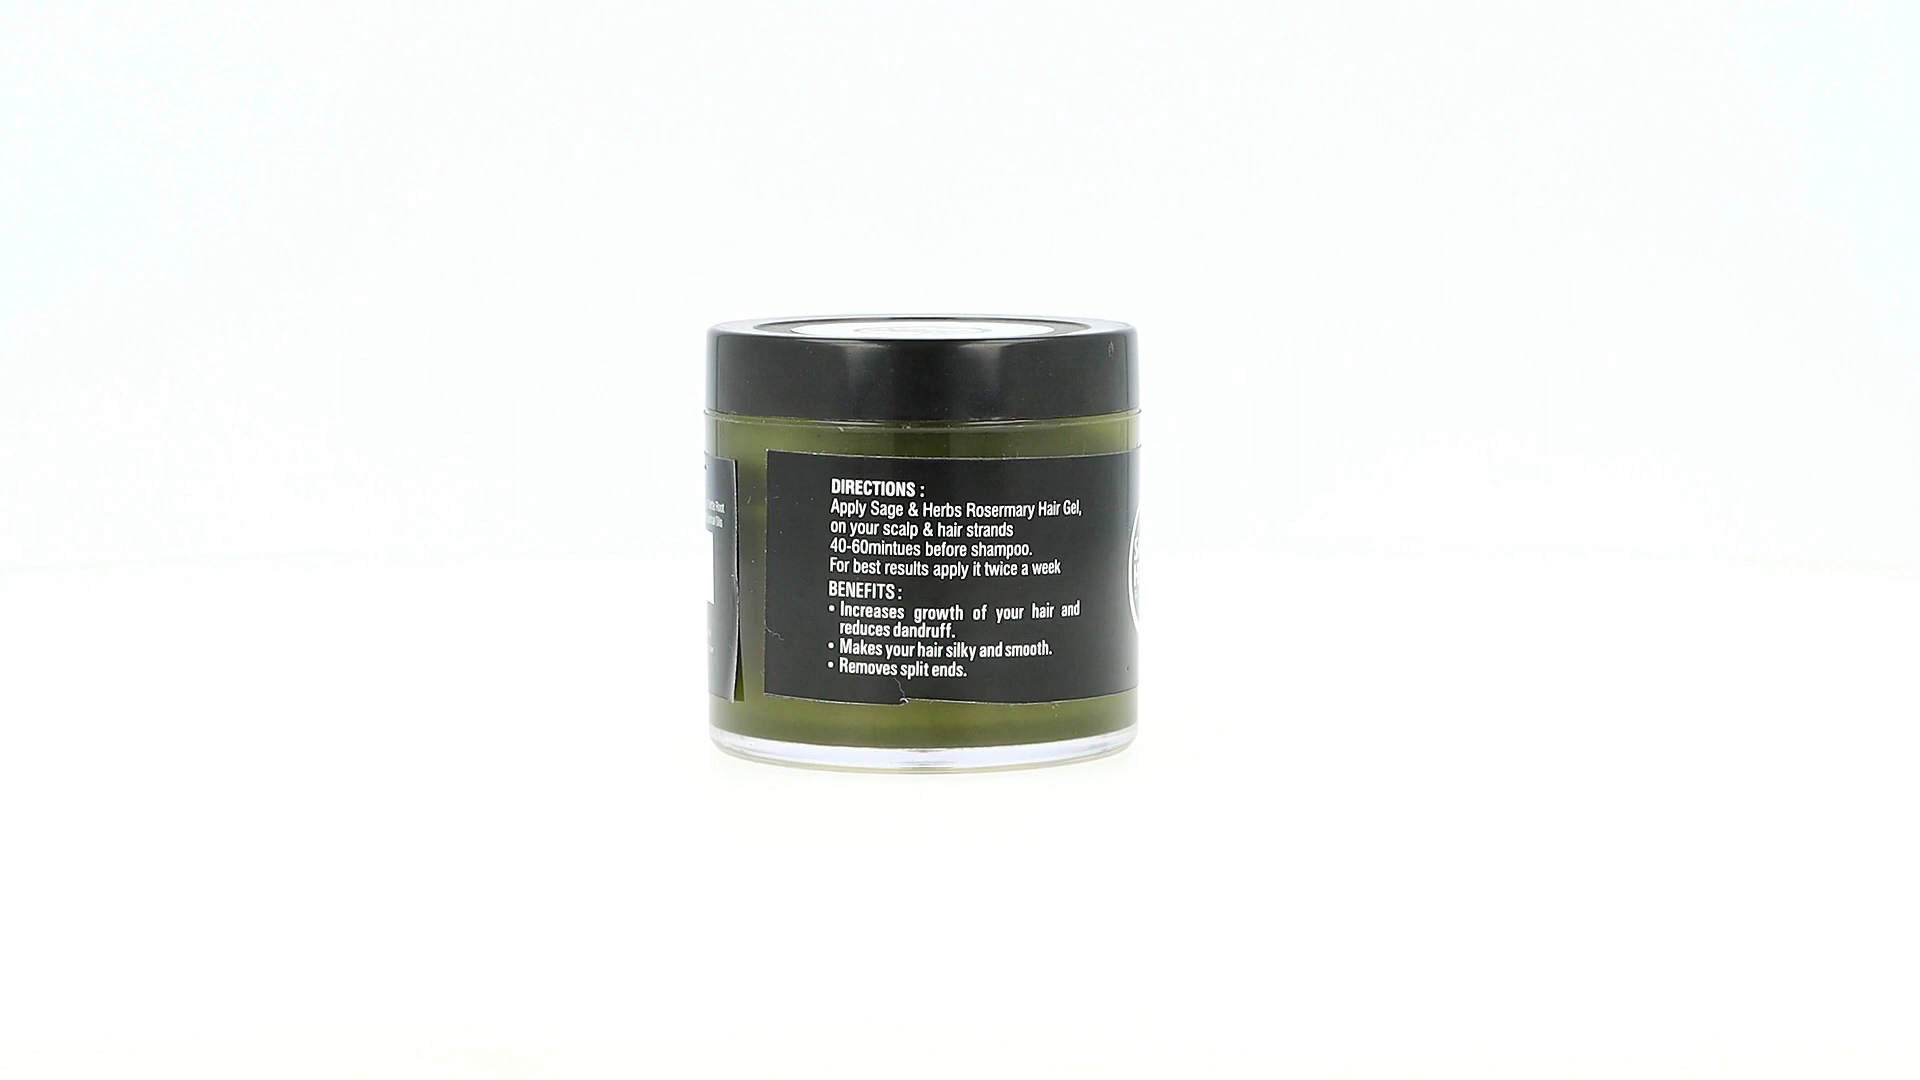 DIRECTIONS :
Apply Sage & Herbs Rosermary Hair Gel,
on your scalp & hair strands
40-60mintues before shampoo.
For best results apply it twice a week
BENEFITS :
• Increases growth of your hair and
reduces dandruff.
• Makes your hair silky and smooth.
• Removes split ends.
Root